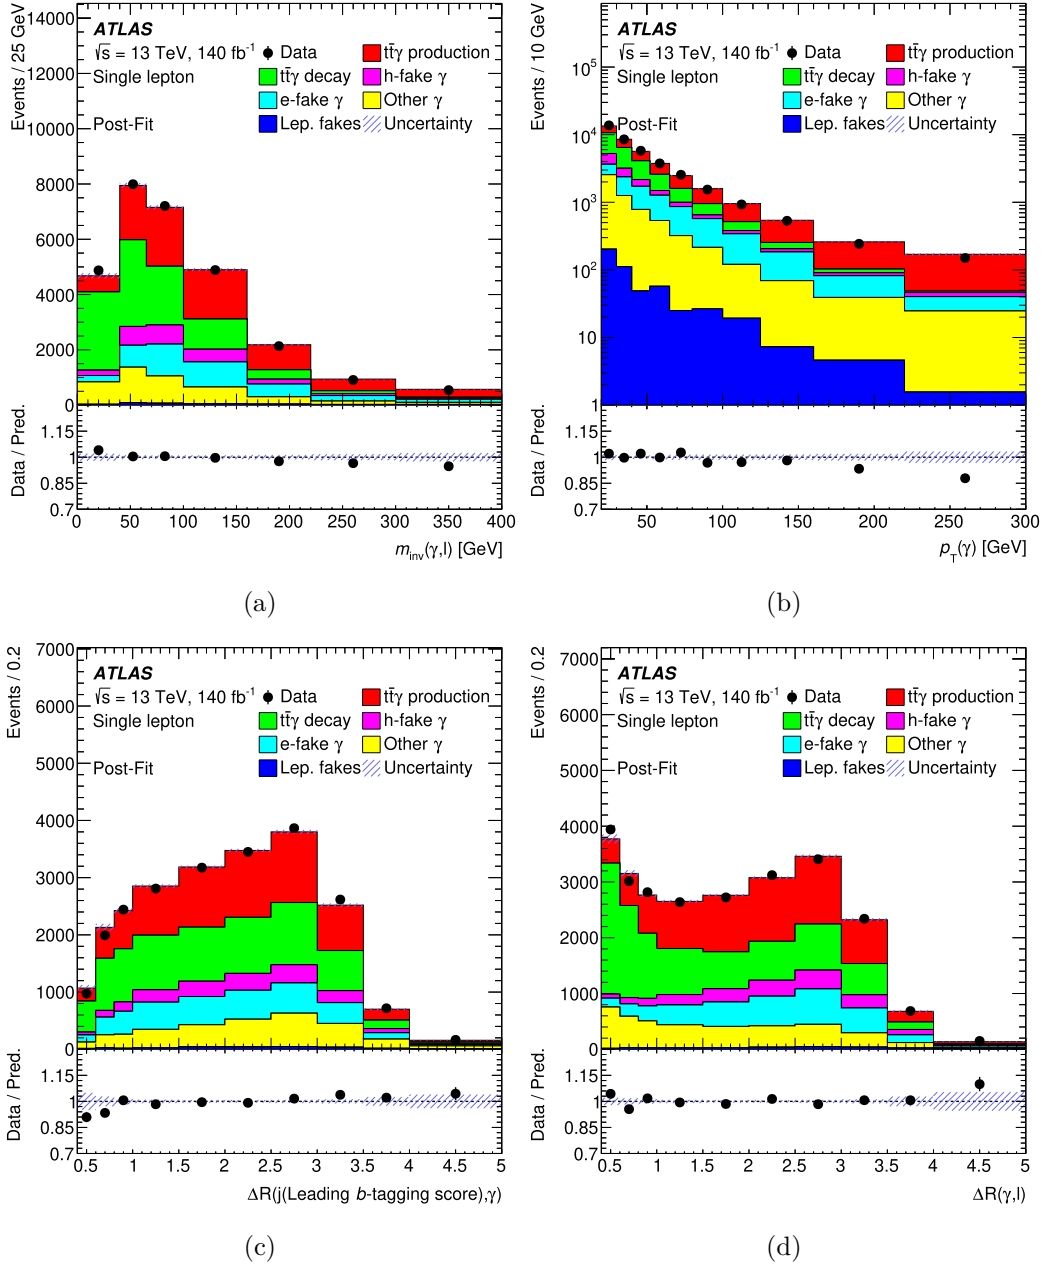 Events / 25 GeV
14000
12000
10000
8000
6000
4000
2000
0
ATLAS
√s = 13 TeV, 140 fb⁻¹
Single lepton
Post-Fit
Data
tt̄γ production
tt̄γ decay
h-fake γ
e-fake γ
Other γ
Lep. fakes
Uncertainty
Data / Pred.
1.15
1
0.85
0.7
0 50 100 150 200 250 300 350 400
m_inv(γ,l) [GeV]
(a)
Events / 10 GeV
10⁵
10⁴
10³
10²
10
1
ATLAS
√s = 13 TeV, 140 fb⁻¹
Single lepton
Post-Fit
Data
tt̄γ production
tt̄γ decay
h-fake γ
e-fake γ
Other γ
Lep. fakes
Uncertainty
Data / Pred.
1.15
1
0.85
0.7
50 100 150 200 250 300
p_T(γ) [GeV]
(b)
Events / 0.2
7000
6000
5000
4000
3000
2000
1000
0
ATLAS
√s = 13 TeV, 140 fb⁻¹
Single lepton
Post-Fit
Data
tt̄γ production
tt̄γ decay
h-fake γ
e-fake γ
Other γ
Lep. fakes
Uncertainty
Data / Pred.
1.15
1
0.85
0.7
0.5 1 1.5 2 2.5 3 3.5 4 4.5 5
ΔR(j(Leading b-tagging score),γ)
(c)
Events / 0.2
7000
6000
5000
4000
3000
2000
1000
0
ATLAS
√s = 13 TeV, 140 fb⁻¹
Single lepton
Post-Fit
Data
tt̄γ production
tt̄γ decay
h-fake γ
e-fake γ
Other γ
Lep. fakes
Uncertainty
Data / Pred.
1.15
1
0.85
0.7
0.5 1 1.5 2 2.5 3 3.5 4 4.5 5
ΔR(γ,l)
(d)